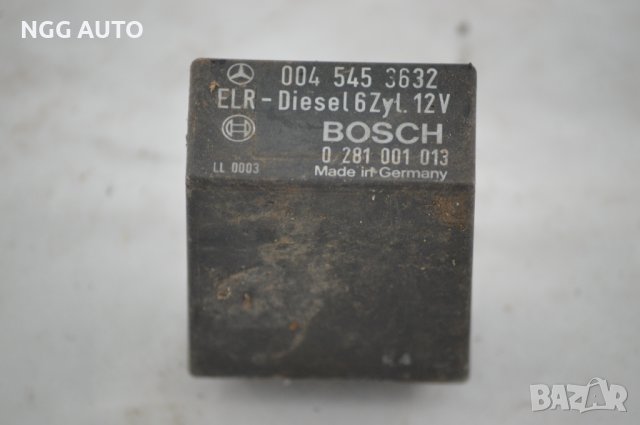 NGG AUTO
004 545 3632
ELR - Diesel 6Zyl. 12V
BOSCH
0 281 001 013
LL 0003
Made in Germany
BAZAR